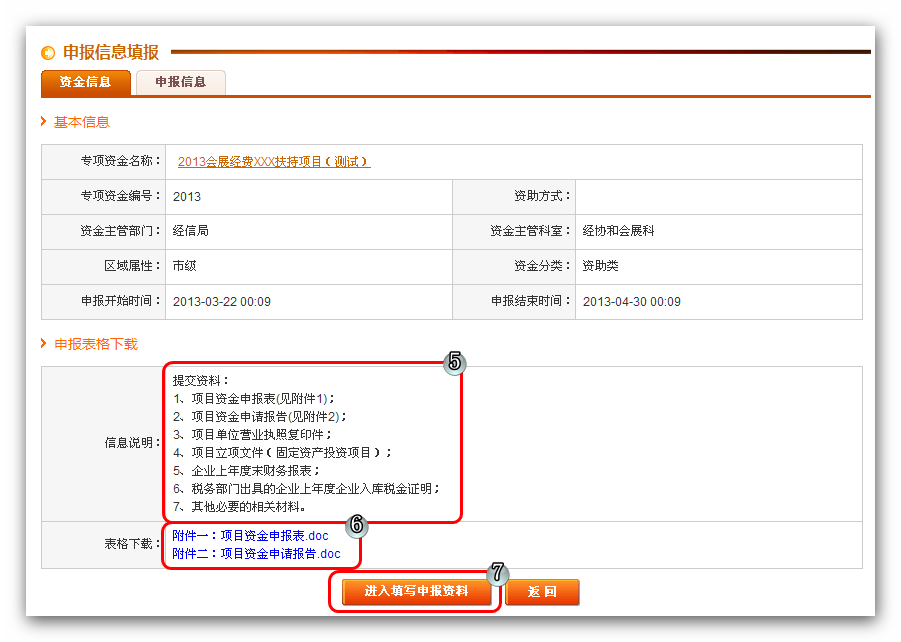 申报信息填报
资金信息 申报信息
基本信息
专项资金名称： 2013会展经费XXX扶持项目（测试）
专项资金编号： 2013 资助方式：
资金主管部门： 经信局 资金主管科室： 经协和会展科
区域属性： 市级 资金分类： 资助类
申报开始时间： 2013-03-22 00:09 申报结束时间： 2013-04-30 00:09
申报表格下载
5
提交资料：
1、项目资金申报表(见附件1)；
2、项目资金申请报告(见附件2)；
3、项目单位营业执照复印件；
信息说明：
4、项目立项文件（固定资产投资项目）；
5、企业上年度末财务报表；
6、税务部门出具的企业上年度企业入库税金证明；
7、其他必要的相关材料。
6
表格下载： 附件一：项目资金申报表.doc
附件二：项目资金申请报告.doc
7
进入填写申报资料 返回